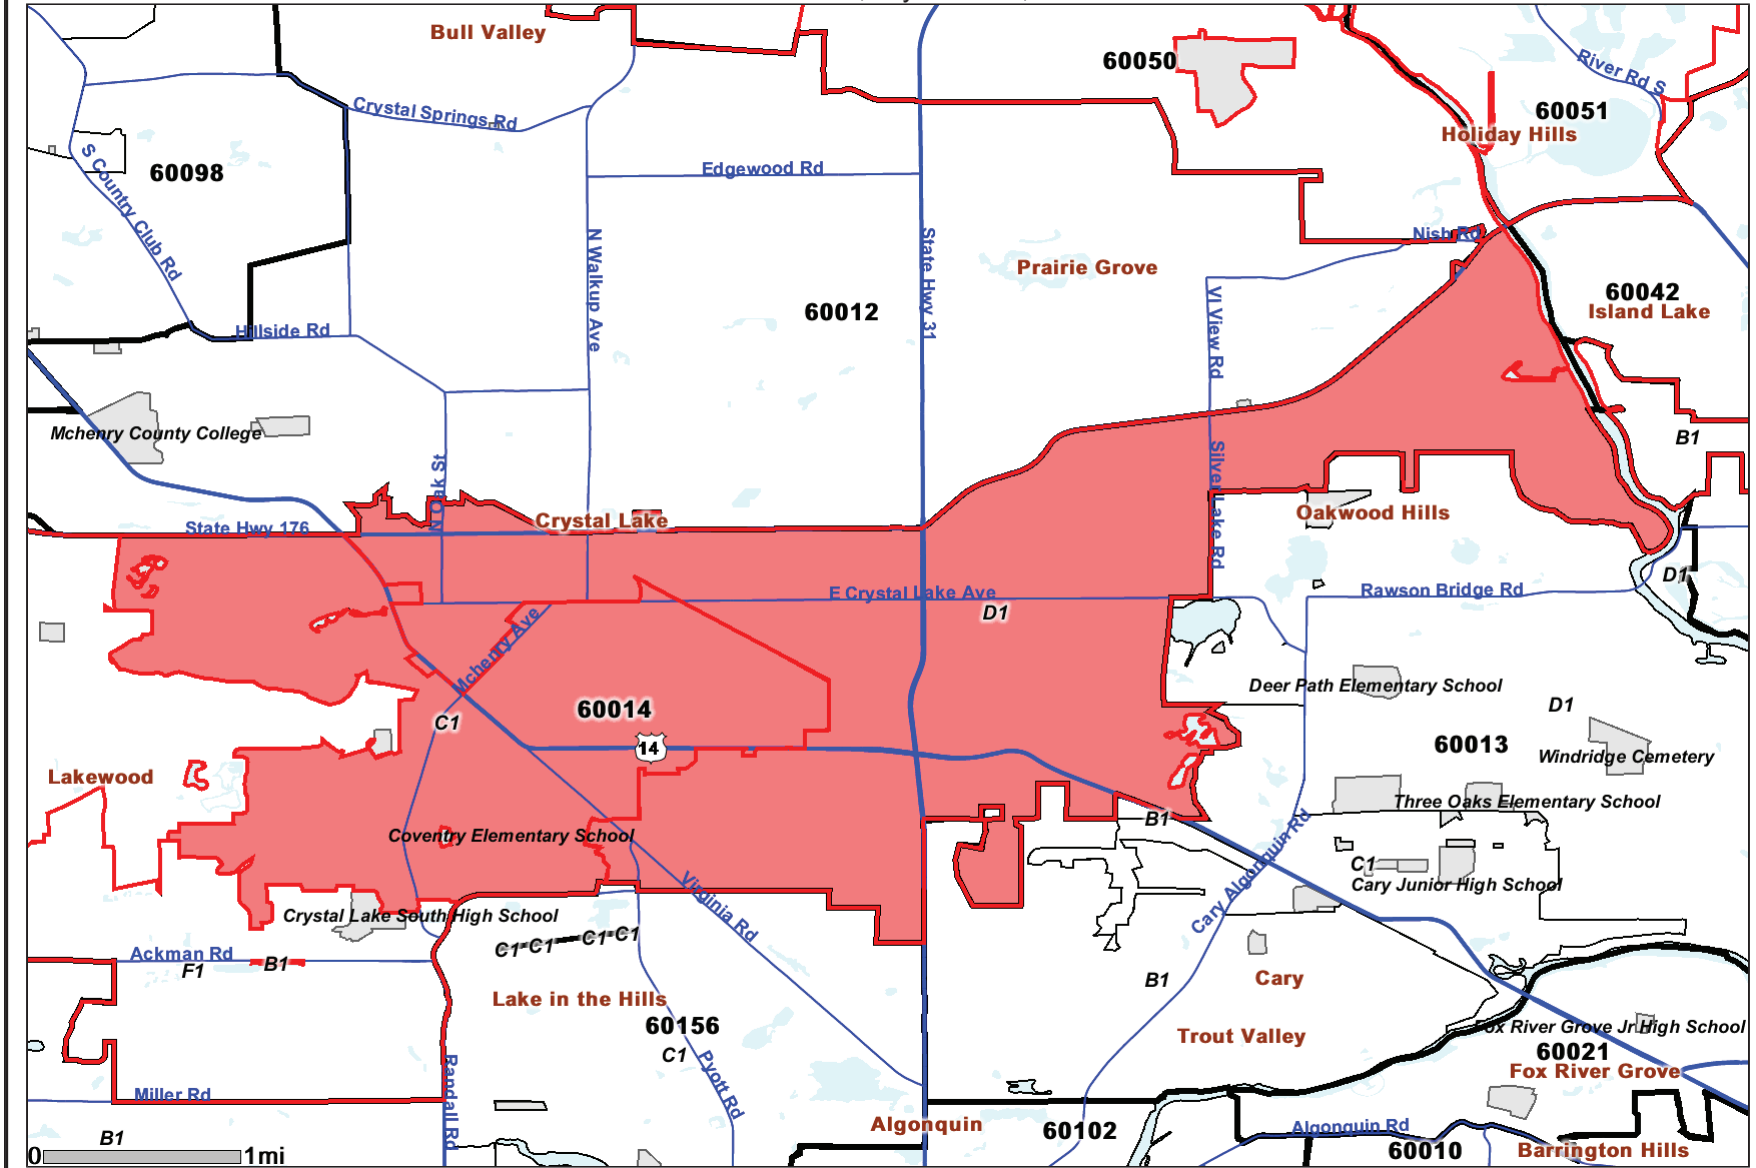 Bull Valley
60050
River Rd S
60051
Crystal Springs Rd
Holiday Hills
60098
Edgewood Rd
S Country Club Rd
N Walkup Ave
State Hwy 31
Nish Rd
Prairie Grove
60012
60042
Island Lake
Vl View Rd
Hillside Rd
Mchenry County College
B1
N Oak St
Silver Lake Rd
Crystal Lake
Oakwood Hills
State Hwy 176
D1
E Crystal Lake Ave
Rawson Bridge Rd
D1
Mchenry Ave
Deer Path Elementary School
60014
D1
C1
14
60013
Windridge Cemetery
Lakewood
Three Oaks Elementary School
B1
Coventry Elementary School
Cary Algonquin Rd
C1
Cary Junior High School
Virginia Rd
Crystal Lake South High School
C1 C1 C1 C1
Ackman Rd
F1
B1
B1
Cary
Lake in the Hills
60156
C1
Trout Valley
Fox River Grove Jr High School
60021
Fox River Grove
Pyott Rd
Randall Rd
Miller Rd
Algonquin
60102
Algonquin Rd
B1
60010
Barrington Hills
0 1mi